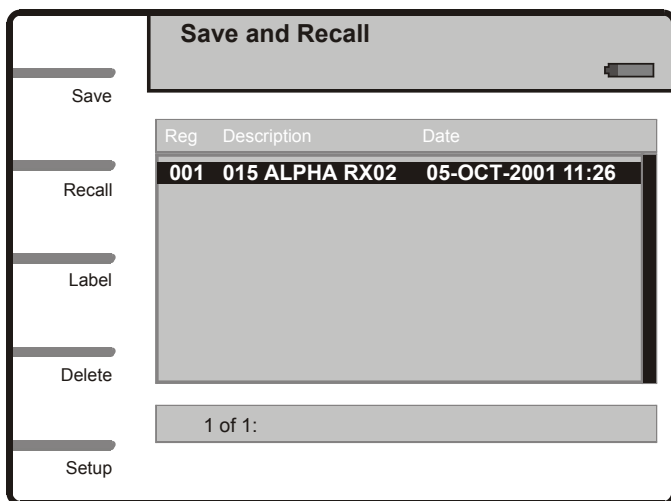 Save and Recall
Save
Recall
Label
Delete
Setup
Reg Description Date
001 015 ALPHA RX02 05-OCT-2001 11:26
1 of 1: